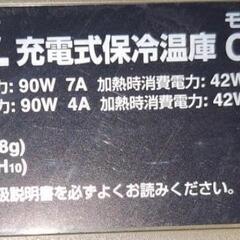 モ
充電式保冷温庫
力: 90W 7A 加熱時消費電力: 42W
力: 90W 4A 加熱時消費電力: 42W
8g)
H10)
扱説明書を必ずよくお読みください。